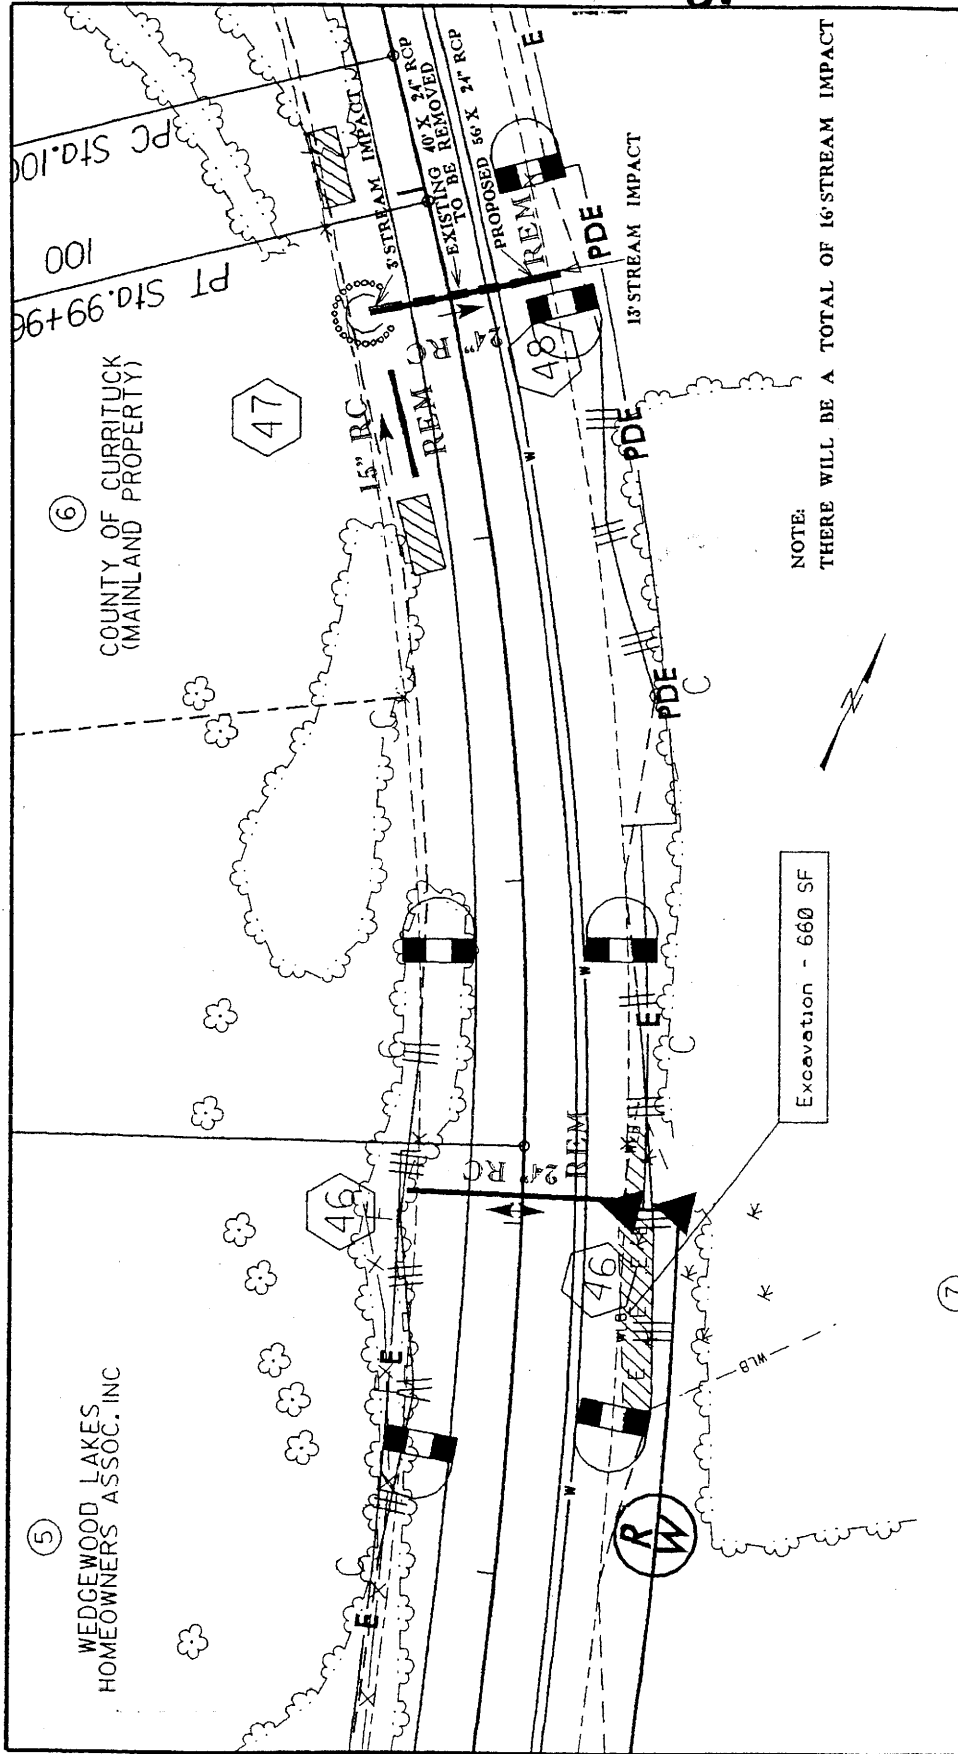 5
WEDGEWOOD LAKES
HOMEOWNERS ASSOC. INC
6
COUNTY OF CURRITUCK
(MAINLAND PROPERTY)
PT Sta. 99+96
100
PC Sta. 100
47
46
24" RC
REM
46
15" RC
REM
3' STREAM IMPACT
EXISTING 40' X 24" RCP
TO BE REMOVED
PROPOSED 56' X 24" RCP
24" RC
REM
48
13' STREAM IMPACT
PDE
PDE
PDE
E
E
E
E
E
C
C
C
C
C
W
W
W
WLB
WLB
R
W
Excavation - 660 SF
N
7
NOTE:
THERE WILL BE A TOTAL OF 16' STREAM IMPACT